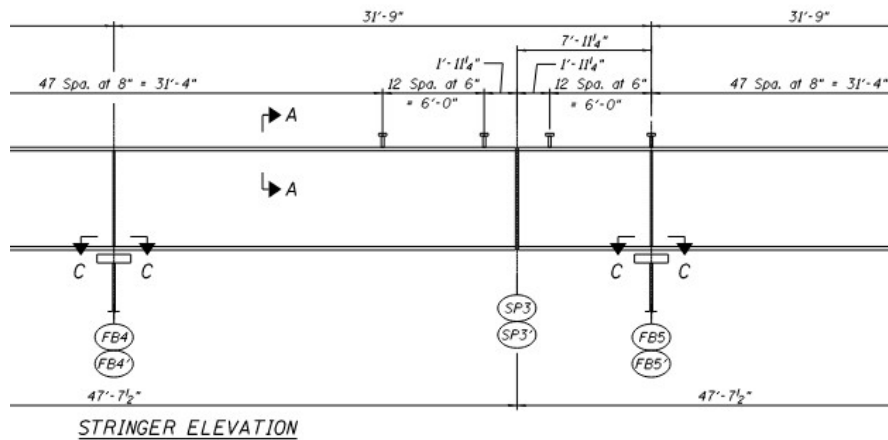 31'-9"
31'-9"
7'-11¼"
1'-11¼"
1'-11¼"
47 Spa. at 8" = 31'-4"
12 Spa. at 6"
= 6'-0"
12 Spa. at 6"
= 6'-0"
47 Spa. at 8" = 31'-4"
A
A
C
C
C
C
SP3
SP3'
FB4
FB4'
FB5
FB5'
47'-7½"
47'-7½"
STRINGER ELEVATION